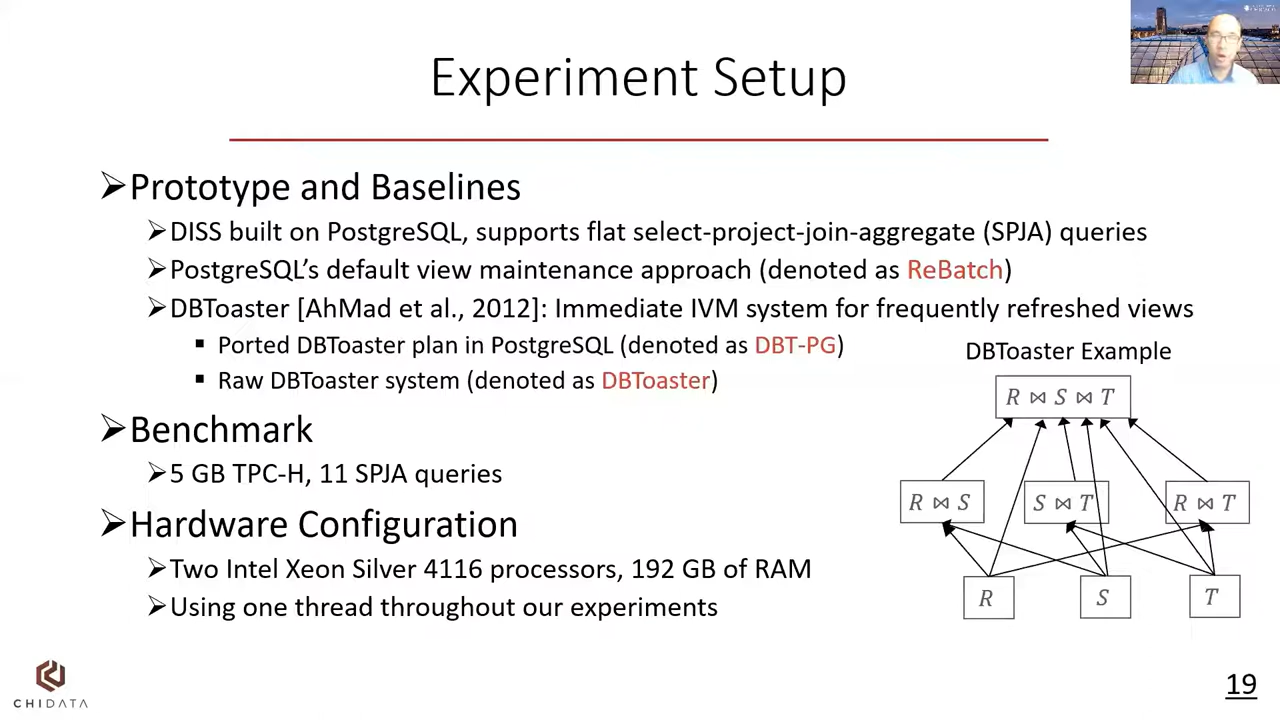 Experiment Setup
➢Prototype and Baselines
➢DISS built on PostgreSQL, supports flat select-project-join-aggregate (SPJA) queries
➢PostgreSQL's default view maintenance approach (denoted as ReBatch)
➢DBToaster [AhMad et al., 2012]: Immediate IVM system for frequently refreshed views
▪ Ported DBToaster plan in PostgreSQL (denoted as DBT-PG)
▪ Raw DBToaster system (denoted as DBToaster)
➢Benchmark
➢5 GB TPC-H, 11 SPJA queries
➢Hardware Configuration
➢Two Intel Xeon Silver 4116 processors, 192 GB of RAM
➢Using one thread throughout our experiments
DBToaster Example
R ⋈ S ⋈ T
R ⋈ S
S ⋈ T
R ⋈ T
R
S
T
CHIDATA
19